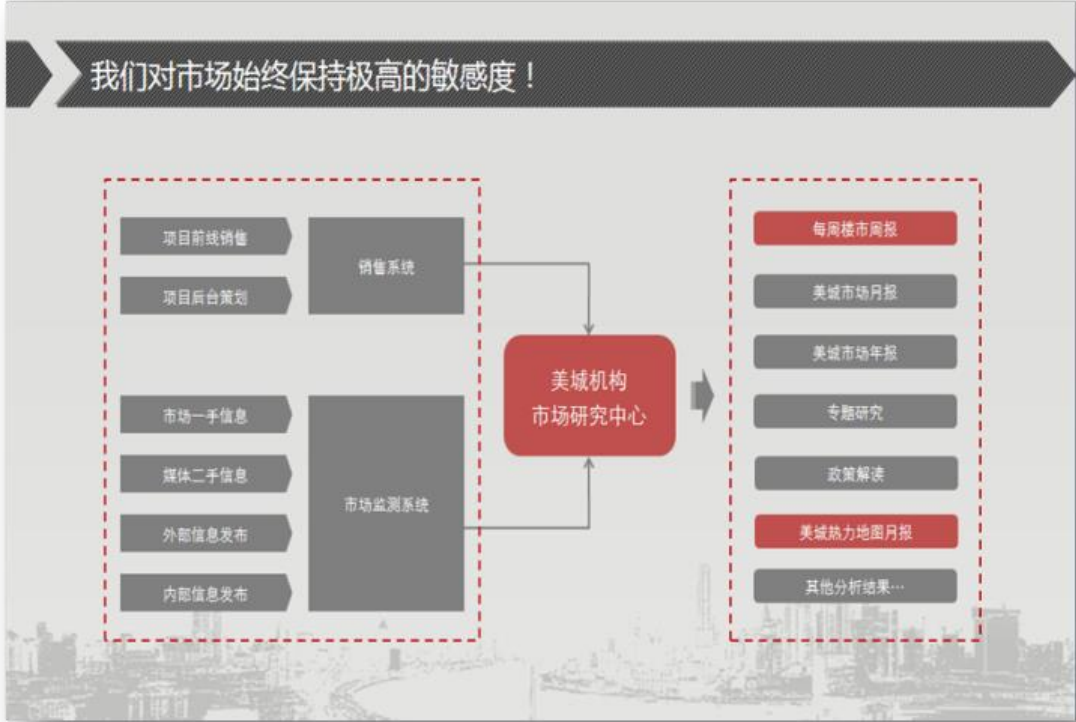 我们对市场始终保持极高的敏感度！
项目前线销售
项目后台策划
销售系统
市场一手信息
媒体二手信息
外部信息发布
内部信息发布
市场监测系统
美城机构
市场研究中心
每周楼市周报
美城市场月报
美城市场年报
专题研究
政策解读
美城热力地图月报
其他分析结果…